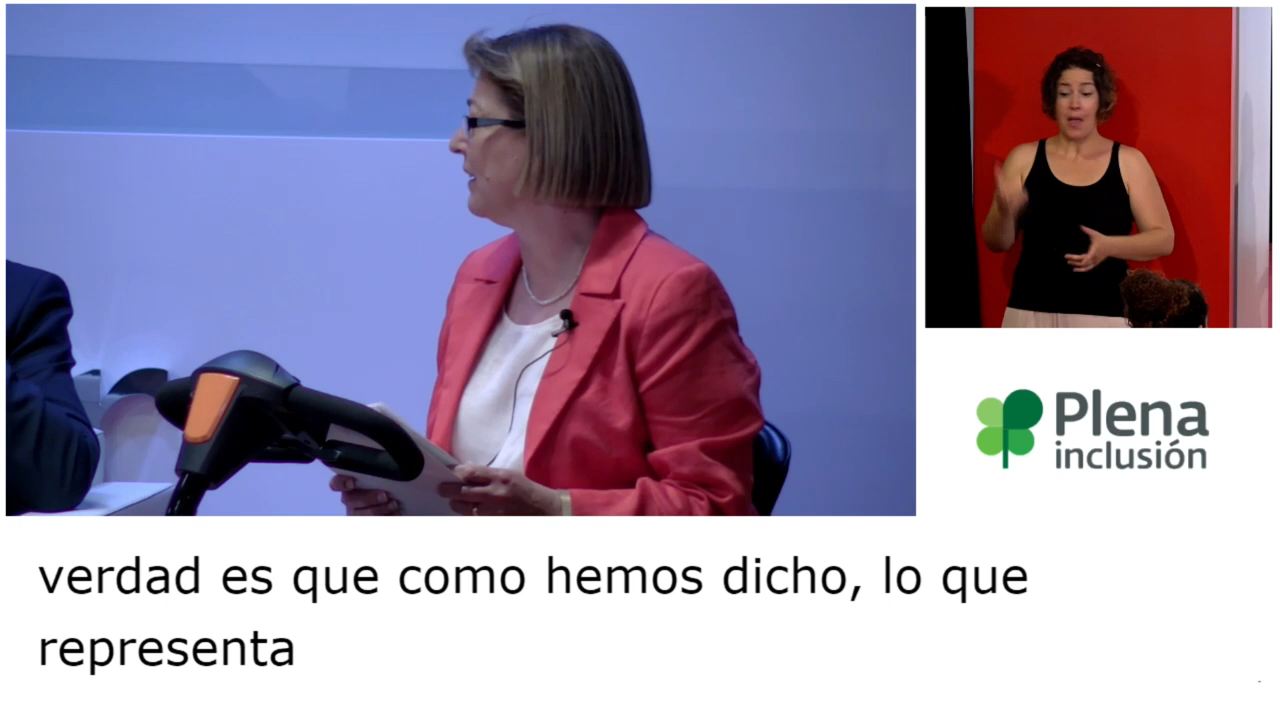 Plena
inclusión
verdad es que como hemos dicho, lo que
representa